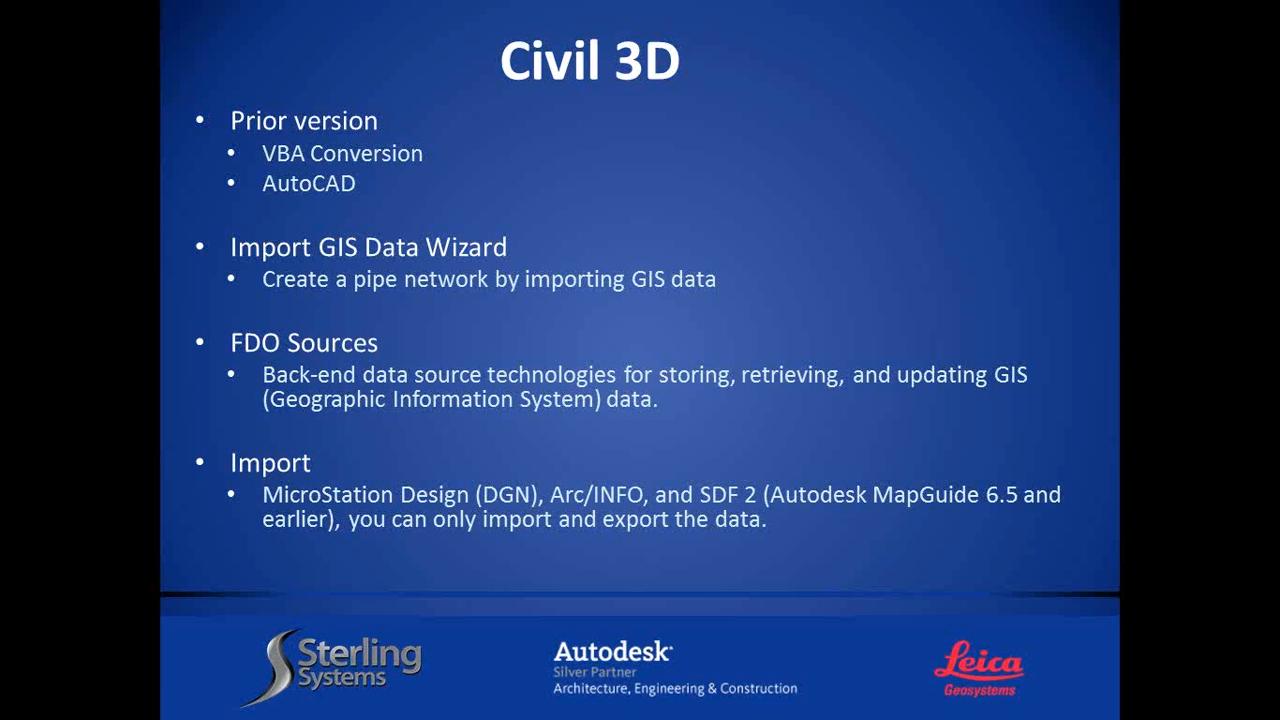 Civil 3D
• Prior version
• VBA Conversion
• AutoCAD
• Import GIS Data Wizard
• Create a pipe network by importing GIS data
• FDO Sources
• Back-end data source technologies for storing, retrieving, and updating GIS
(Geographic Information System) data.
• Import
• MicroStation Design (DGN), Arc/INFO, and SDF 2 (Autodesk MapGuide 6.5 and
earlier), you can only import and export the data.
Sterling
Systems
Autodesk
Silver Partner
Architecture, Engineering & Construction
Leica
Geosystems